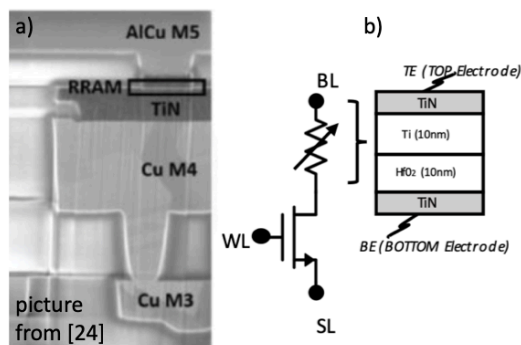 a)
AlCu M5
RRAM
TiN
Cu M4
Cu M3
picture
from [24]
b)
BL
WL
SL
TE (TOP Electrode)
TiN
Ti (10nm)
HfO₂ (10nm)
TiN
BE (BOTTOM Electrode)